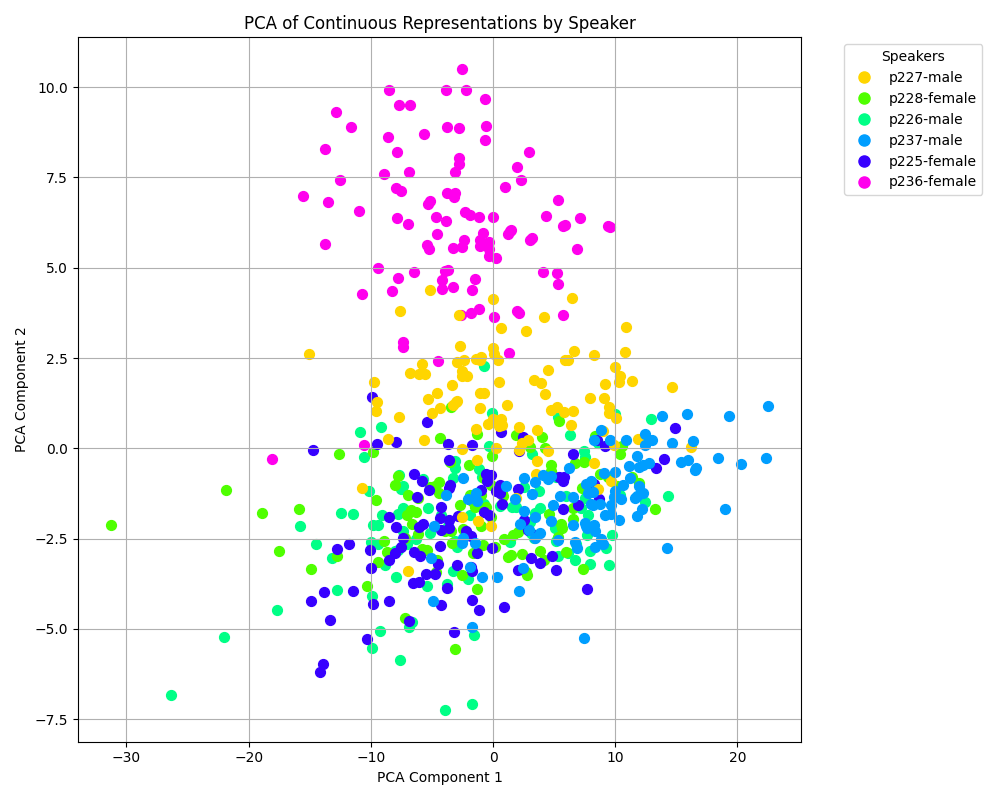 PCA of Continuous Representations by Speaker
Speakers
p227-male
p228-female
p226-male
p237-male
p225-female
p236-female
PCA Component 2
10.0
7.5
5.0
2.5
0.0
−2.5
−5.0
−7.5
−30
−20
−10
0
10
20
PCA Component 1